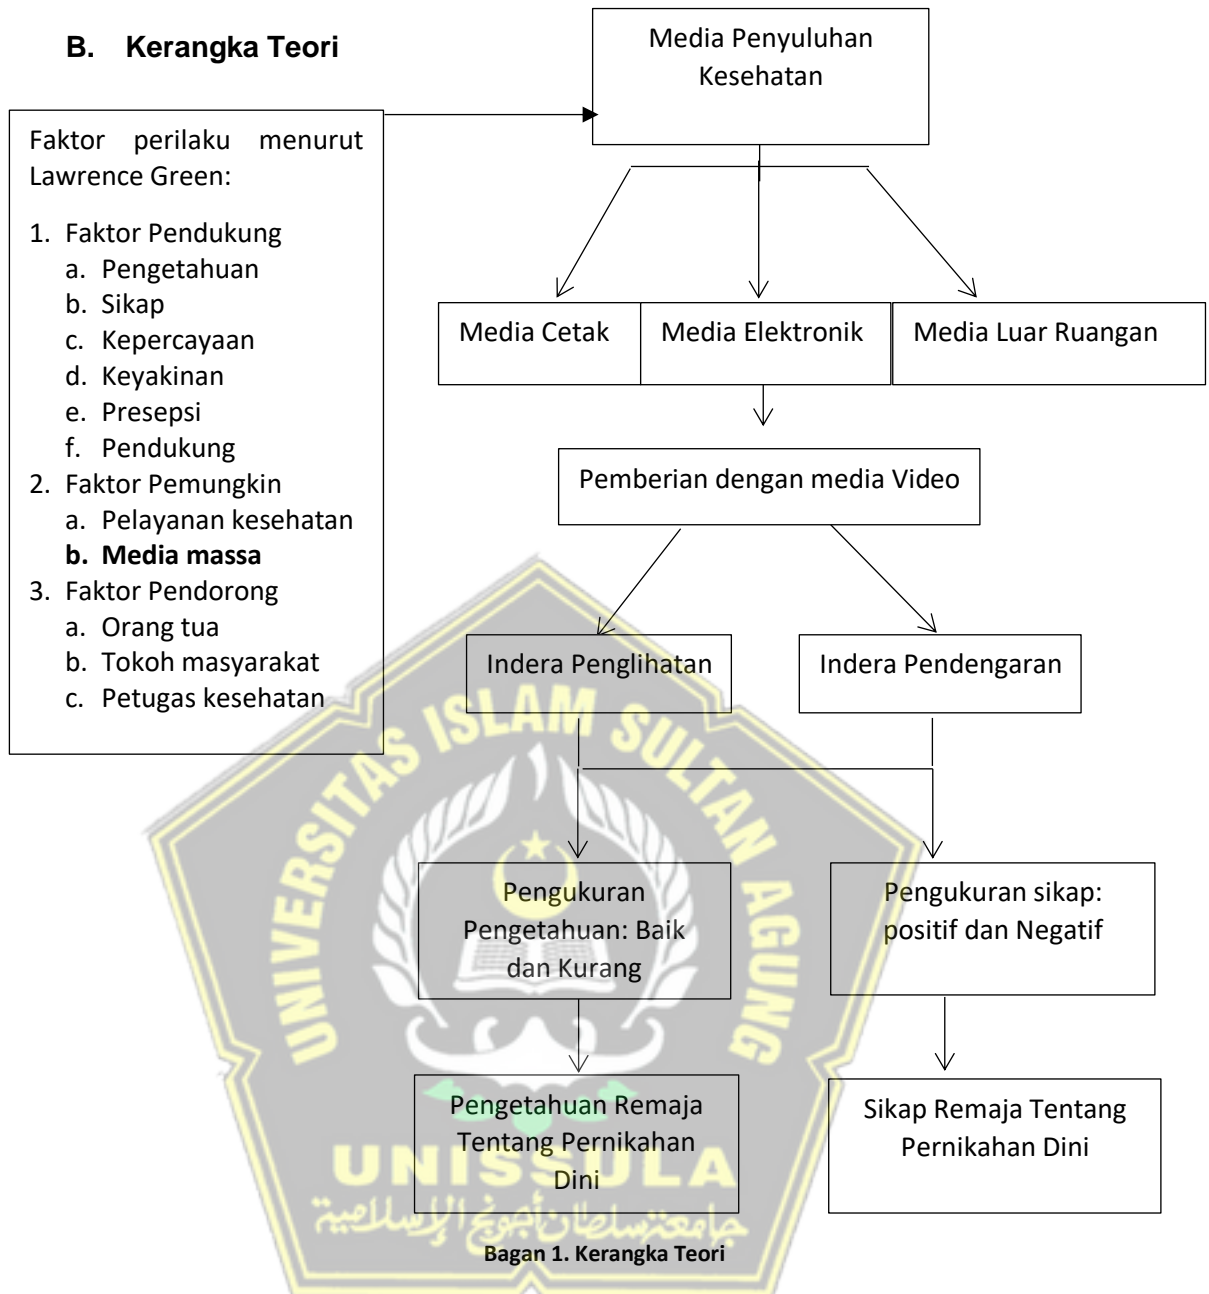 B. Kerangka Teori
Media Penyuluhan
Kesehatan
Faktor perilaku menurut
Lawrence Green:
1. Faktor Pendukung
a. Pengetahuan
b. Sikap
c. Kepercayaan
d. Keyakinan
e. Presepsi
f. Pendukung
2. Faktor Pemungkin
a. Pelayanan kesehatan
b. Media massa
3. Faktor Pendorong
a. Orang tua
b. Tokoh masyarakat
c. Petugas kesehatan
Media Cetak
Media Elektronik
Media Luar Ruangan
Pemberian dengan media Video
Indera Penglihatan
Indera Pendengaran
Pengukuran
Pengetahuan: Baik
dan Kurang
Pengukuran sikap:
positif dan Negatif
Pengetahuan Remaja
Tentang Pernikahan
Dini
Sikap Remaja Tentang
Pernikahan Dini
UNIVERSITAS ISLAM SULTAN AGUNG
UNISSULA
جامعة سلطان أجونج الإسلامية
Bagan 1. Kerangka Teori